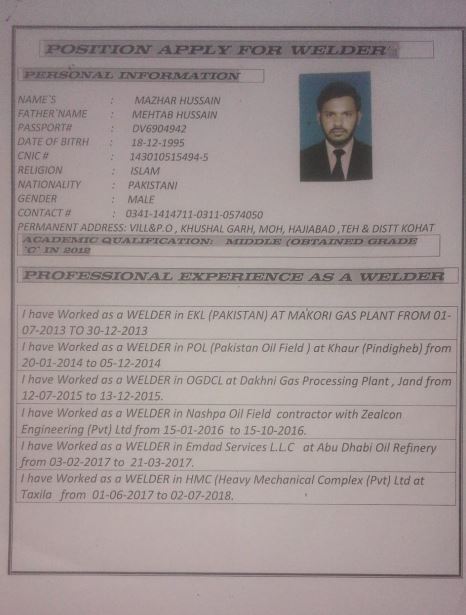 POSITION APPLY FOR WELDER
PERSONAL INFORMATION
NAME'S : MAZHAR HUSSAIN
FATHER'NAME : MEHTAB HUSSAIN
PASSPORT# : DV6904942
DATE OF BITRH : 18-12-1995
CNIC # : 143010515494-5
RELIGION : ISLAM
NATIONALITY : PAKISTANI
GENDER : MALE
CONTACT # : 0341-1414711-0311-0574050
PERMANENT ADDRESS: VILL&P.O , KHUSHAL GARH, MOH, HAJIABAD ,TEH & DISTT KOHAT
ACADEMIC QUALIFICATION: MIDDLE (OBTAINED GRADE
'C' IN 2012
PROFESSIONAL EXPERIENCE AS A WELDER
I have Worked as a WELDER in EKL (PAKISTAN) AT MAKORI GAS PLANT FROM 01-
07-2013 TO 30-12-2013
I have Worked as a WELDER in POL (Pakistan Oil Field ) at Khaur (Pindigheb) from
20-01-2014 to 05-12-2014
I have Worked as a WELDER in OGDCL at Dakhni Gas Processing Plant , Jand from
12-07-2015 to 13-12-2015.
I have Worked as a WELDER in Nashpa Oil Field contractor with Zealcon
Engineering (Pvt) Ltd from 15-01-2016 to 15-10-2016.
I have Worked as a WELDER in Emdad Services L.L.C at Abu Dhabi Oil Refinery
from 03-02-2017 to 21-03-2017.
I have Worked as a WELDER in HMC (Heavy Mechanical Complex (Pvt) Ltd at
Taxila from 01-06-2017 to 02-07-2018.